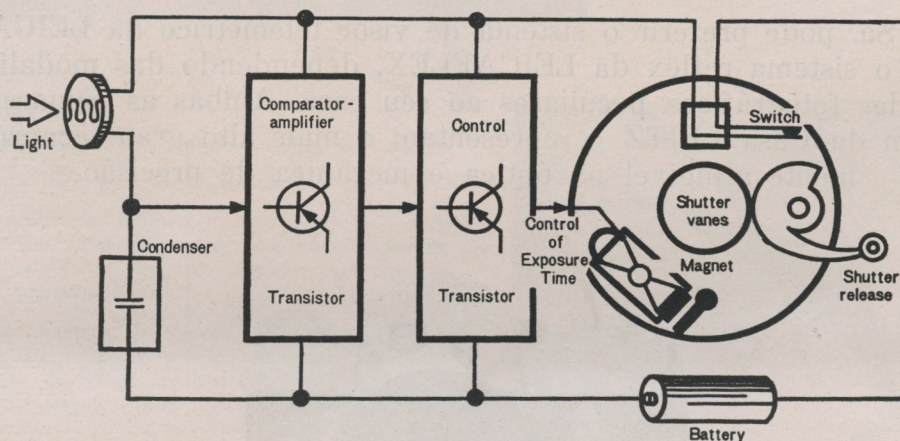 Light
Condenser
Comparator-
amplifier
Transistor
Control
Transistor
Control
of
Exposure
Time
Switch
Shutter
vanes
Magnet
Shutter
release
Battery